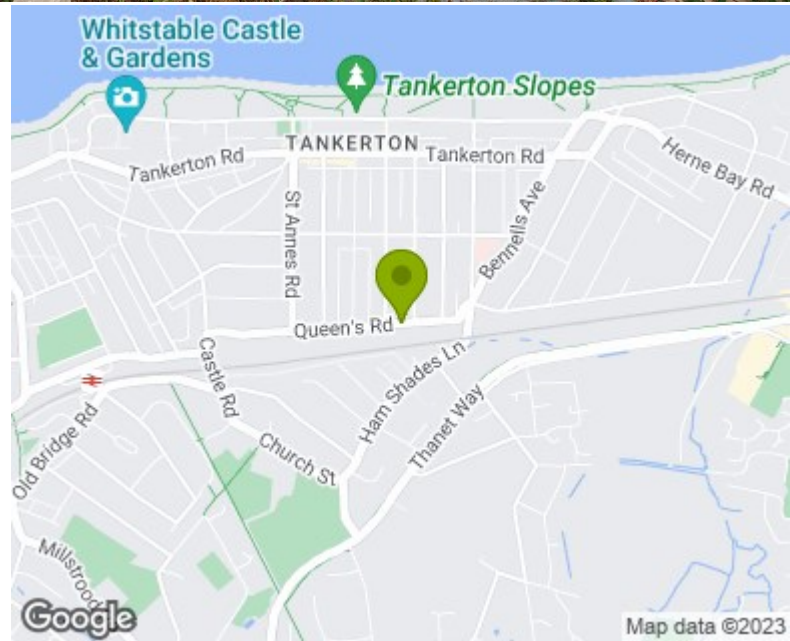 Whitstable Castle
& Gardens
Tankerton Slopes
TANKERTON
Tankerton Rd
Tankerton Rd
Herne Bay Rd
St Annes Rd
Bennells Ave
Queen's Rd
Castle Rd
Ham Shades Ln
Thanet Way
Old Bridge Rd
Church St
Millstrood
Google
Map data ©2023